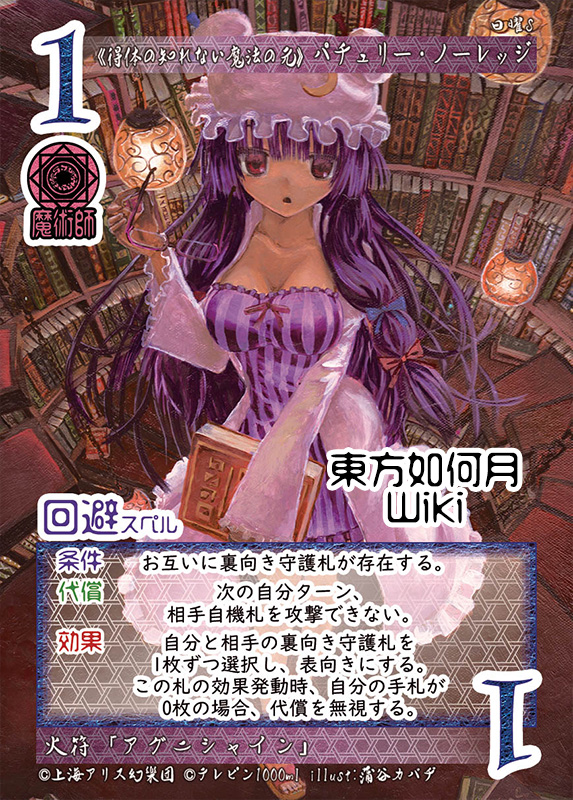 日曜8
1
《得体の知れない魔法の元》 パチュリー・ノーレッジ
魔術師
東方如何月
Wiki
回避スペル
条件 お互いに裏向き守護札が存在する。
代償 次の自分ターン、
相手自機札を攻撃できない。
効果 自分と相手の裏向き守護札を
1枚ずつ選択し、表向きにする。
この札の効果発動時、自分の手札が
0枚の場合、代償を無視する。
1
火符「アグニシャイン」
©上海アリス幻樂団 ©テレピン1000ml illust:蒲谷カバヂ